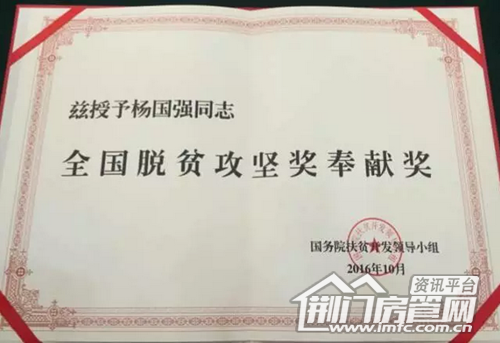 兹授予杨国强同志
全国脱贫攻坚奖奉献奖
国务院扶贫开发领导小组
2016年10月
资讯平台
荆门房管网
www.jmfc.com.cn